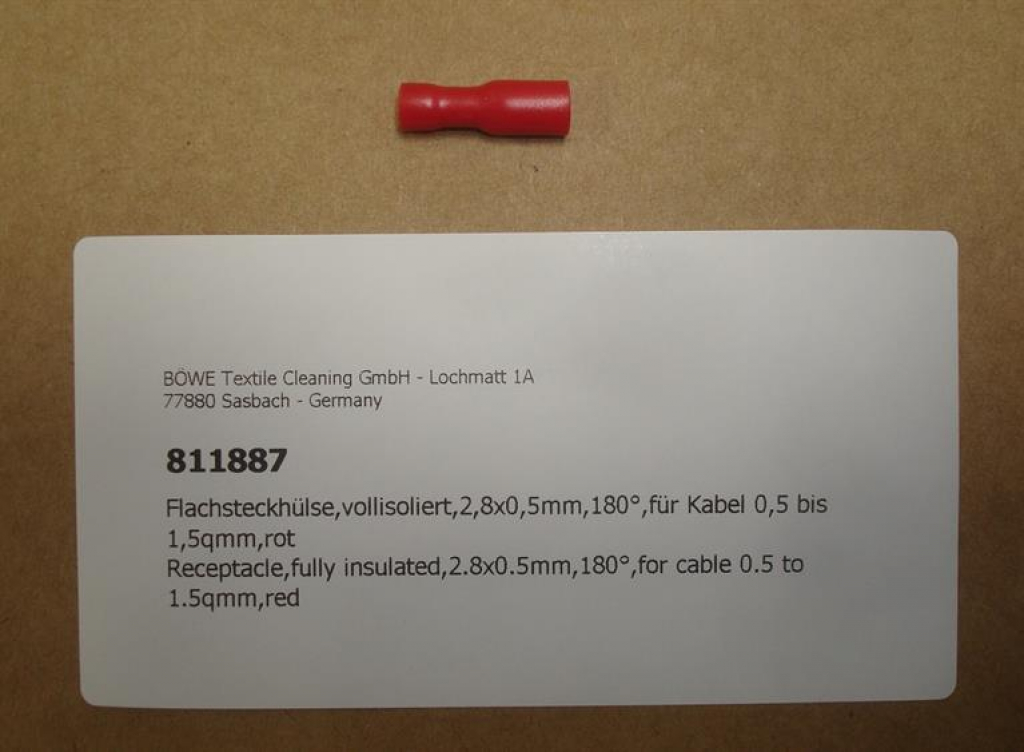 BÖWE Textile Cleaning GmbH - Lochmatt 1A
77880 Sasbach - Germany
811887
Flachsteckhülse,vollisoliert,2,8x0,5mm,180°,für Kabel 0,5 bis
1,5qmm,rot
Receptacle,fully insulated,2.8x0.5mm,180°,for cable 0.5 to
1.5qmm,red